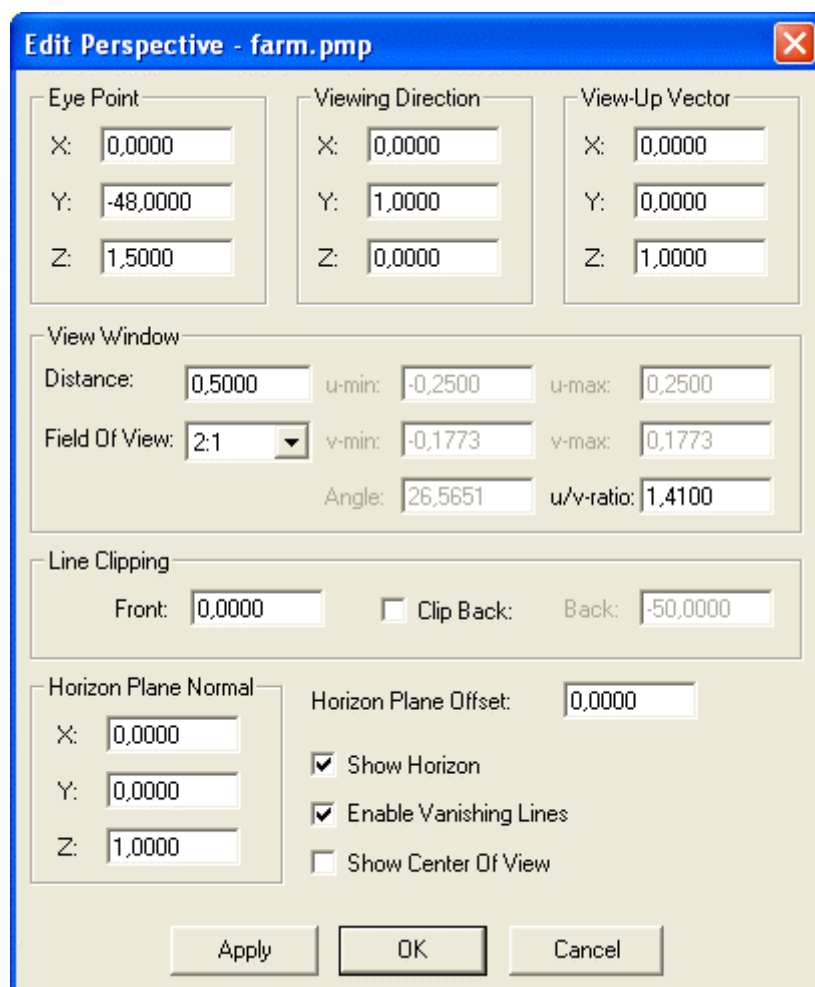 Edit Perspective - farm.pmp
Eye Point Viewing Direction View-Up Vector
X: 0,0000 X: 0,0000 X: 0,0000
Y: -48,0000 Y: 1,0000 Y: 0,0000
Z: 1,5000 Z: 0,0000 Z: 1,0000
View Window
Distance: 0,5000 u-min: -0,2500 u-max: 0,2500
Field Of View: 2:1 v-min: -0,1773 v-max: 0,1773
Angle: 26,5651 u/v-ratio: 1,4100
Line Clipping
Front: 0,0000 Clip Back: Back: -50,0000
Horizon Plane Normal
Horizon Plane Offset: 0,0000
X: 0,0000
Show Horizon
Y: 0,0000
Enable Vanishing Lines
Z: 1,0000
Show Center Of View
Apply OK Cancel